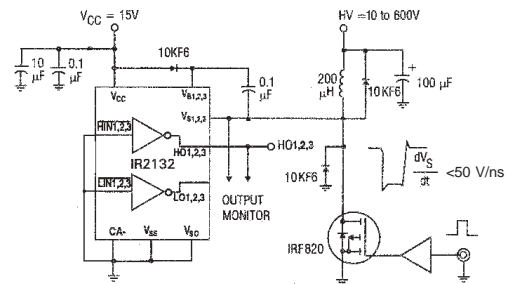 V_CC = 15V
HV =10 to 600V
10KF6
10 μF
0.1 μF
0.1 μF
200 μH
10KF6
100 μF
V_CC
V_B1,2,3
V_S1,2,3
HIN1,2,3
HO1,2,3
HO1,2,3
IR2132
LIN1,2,3
LO1,2,3
OUTPUT MONITOR
10KF6
dV_S
dt
<50 V/ns
CA-
V_SS
V_SO
IRF820